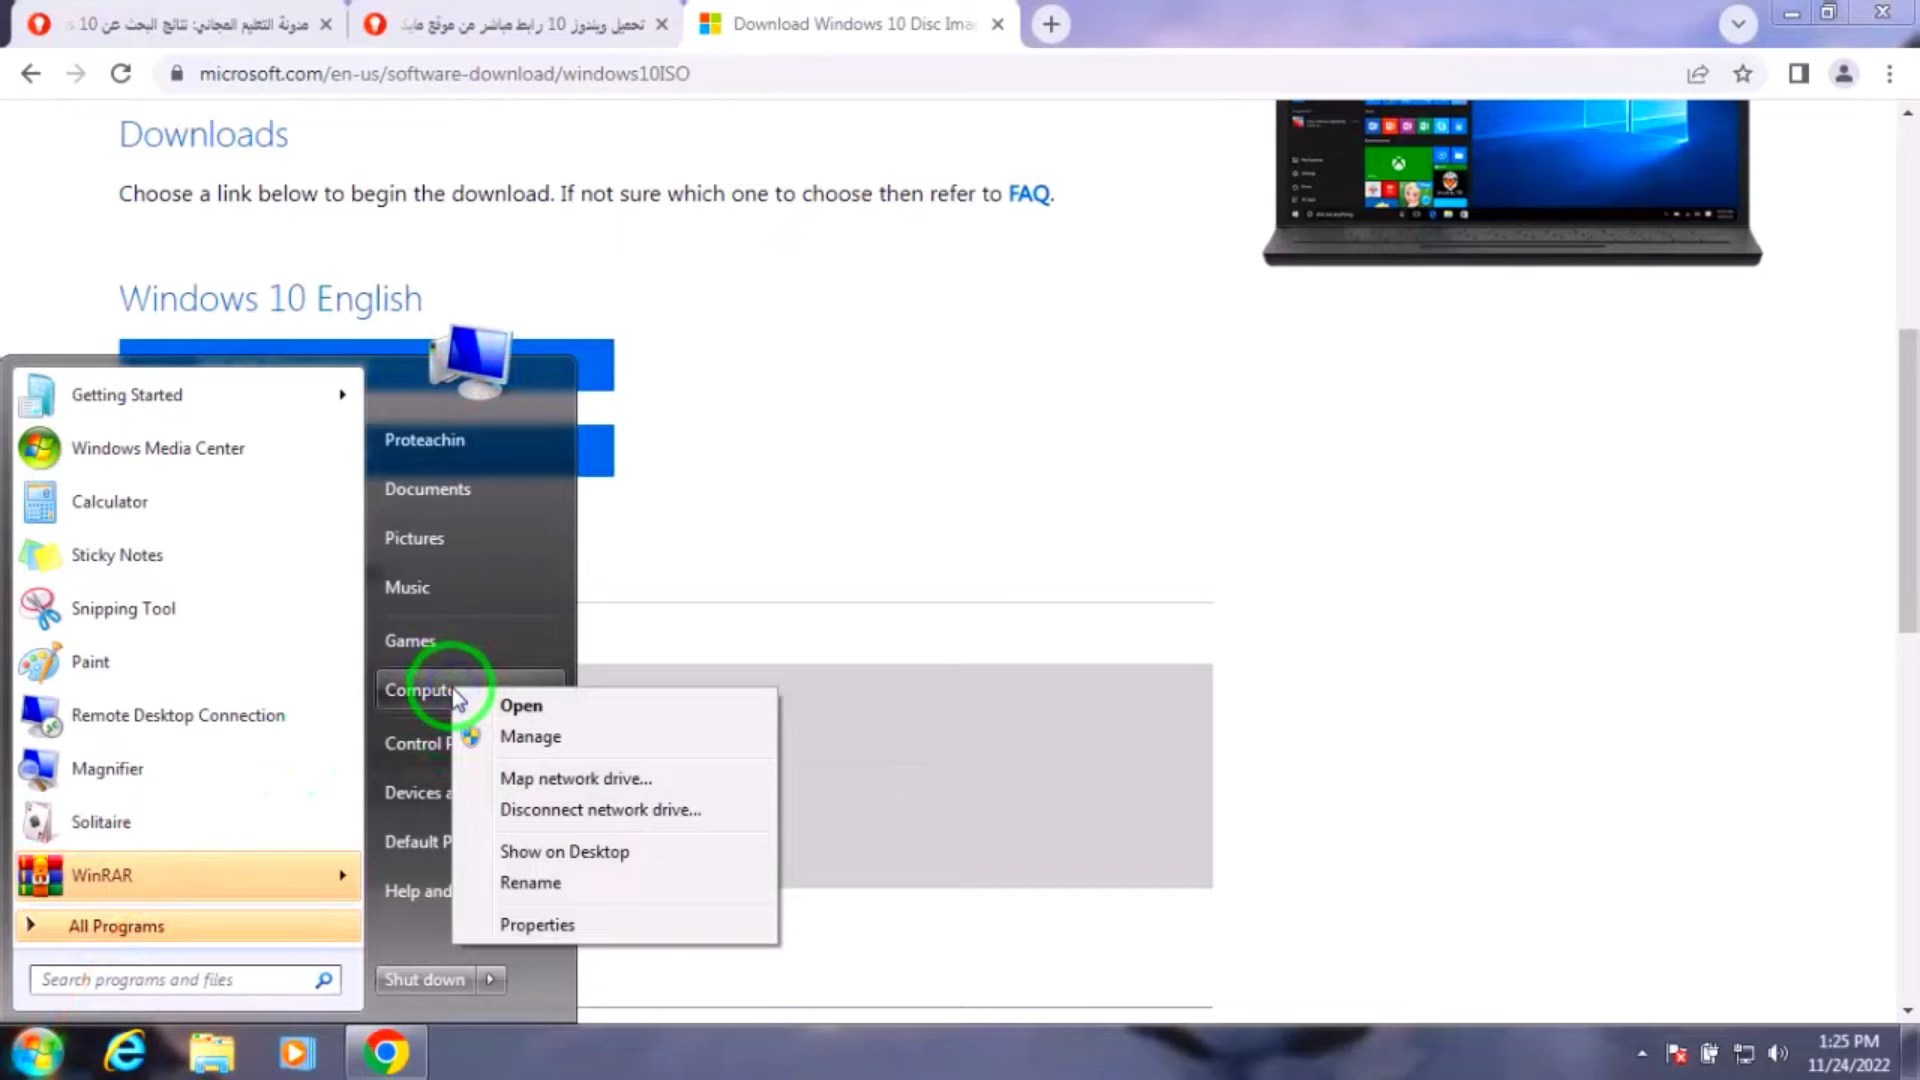 مدونة التعليم المجاني: نتائج البحث عن 10
تحميل ويندوز 10 رابط مباشر من موقع مايك
Download Windows 10 Disc Ima
microsoft.com/en-us/software-download/windows10ISO
Downloads
Choose a link below to begin the download. If not sure which one to choose then refer to FAQ.
Windows 10 English
Getting Started
Windows Media Center
Calculator
Sticky Notes
Snipping Tool
Paint
Remote Desktop Connection
Magnifier
Solitaire
WinRAR
All Programs
Search programs and files
Proteachin
Documents
Pictures
Music
Games
Compute
Control P
Devices a
Default P
Help and
Shut down
Open
Manage
Map network drive...
Disconnect network drive...
Show on Desktop
Rename
Properties
1:25 PM
11/24/2022